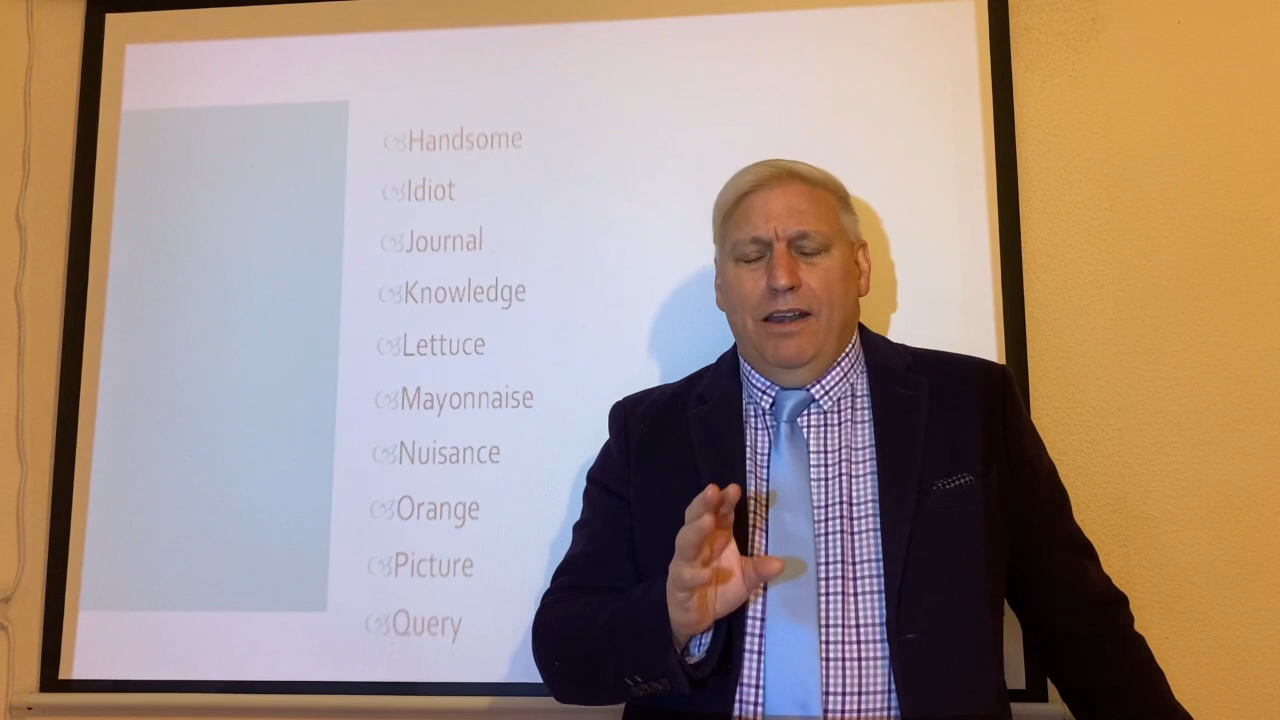 Handsome
Idiot
Journal
Knowledge
Lettuce
Mayonnaise
Nuisance
Orange
Picture
Query